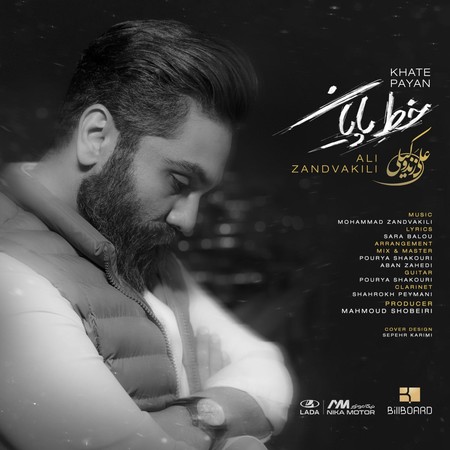 KHATE
PAYAN
خط پایان
ALI
ZANDVAKILI
علی زندوکیلی
MUSIC
MOHAMMAD ZANDVAKILI
LYRICS
SARA BALOU
ARRANGEMENT
MIX & MASTER
POURYA SHAKOURI
ABAN ZAHEDI
GUITAR
POURYA SHAKOURI
CLARINET
SHAHROKH PEYMANI
PRODUCER
MAHMOUD SHOBEIRI
COVER DESIGN
SEPEHR KARIMI
LADA
NIKA MOTOR
BillBOARD